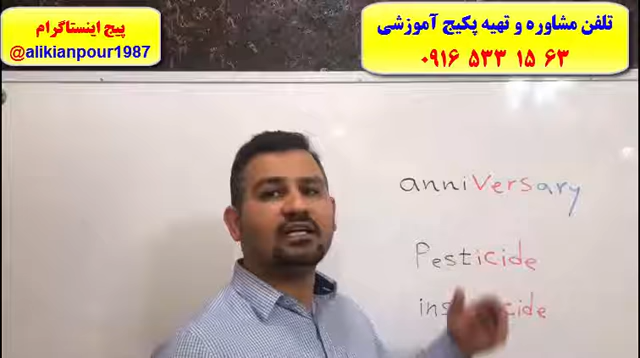 پیج اینستاگرام
@alikianpour1987
تلفن مشاوره و تهیه پکیج آموزشی
۰۹۱۶ ۵۳۳ ۱۵ ۶۳
anniversary
Pesticide